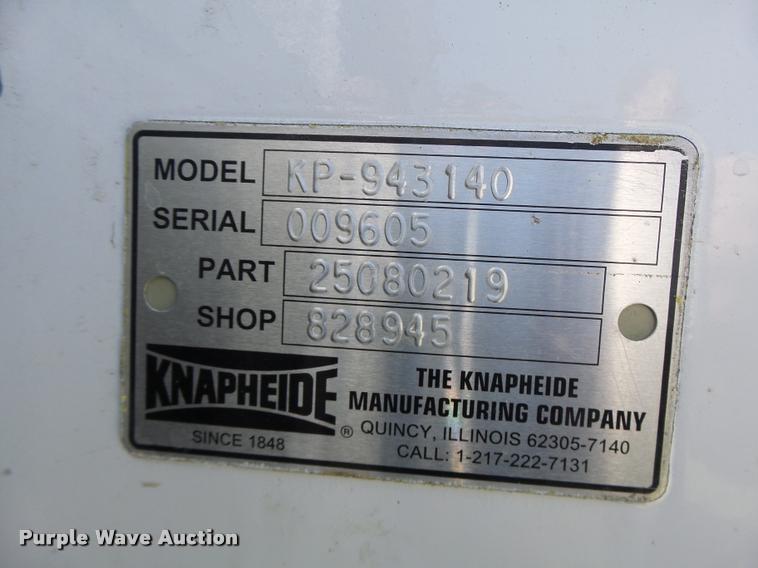 MODEL KP-943140
SERIAL 009605
PART 25080219
SHOP 828945
KNAPHEIDE ®
SINCE 1848
THE KNAPHEIDE
MANUFACTURING COMPANY
QUINCY, ILLINOIS 62305-7140
CALL: 1-217-222-7131
Purple Wave Auction